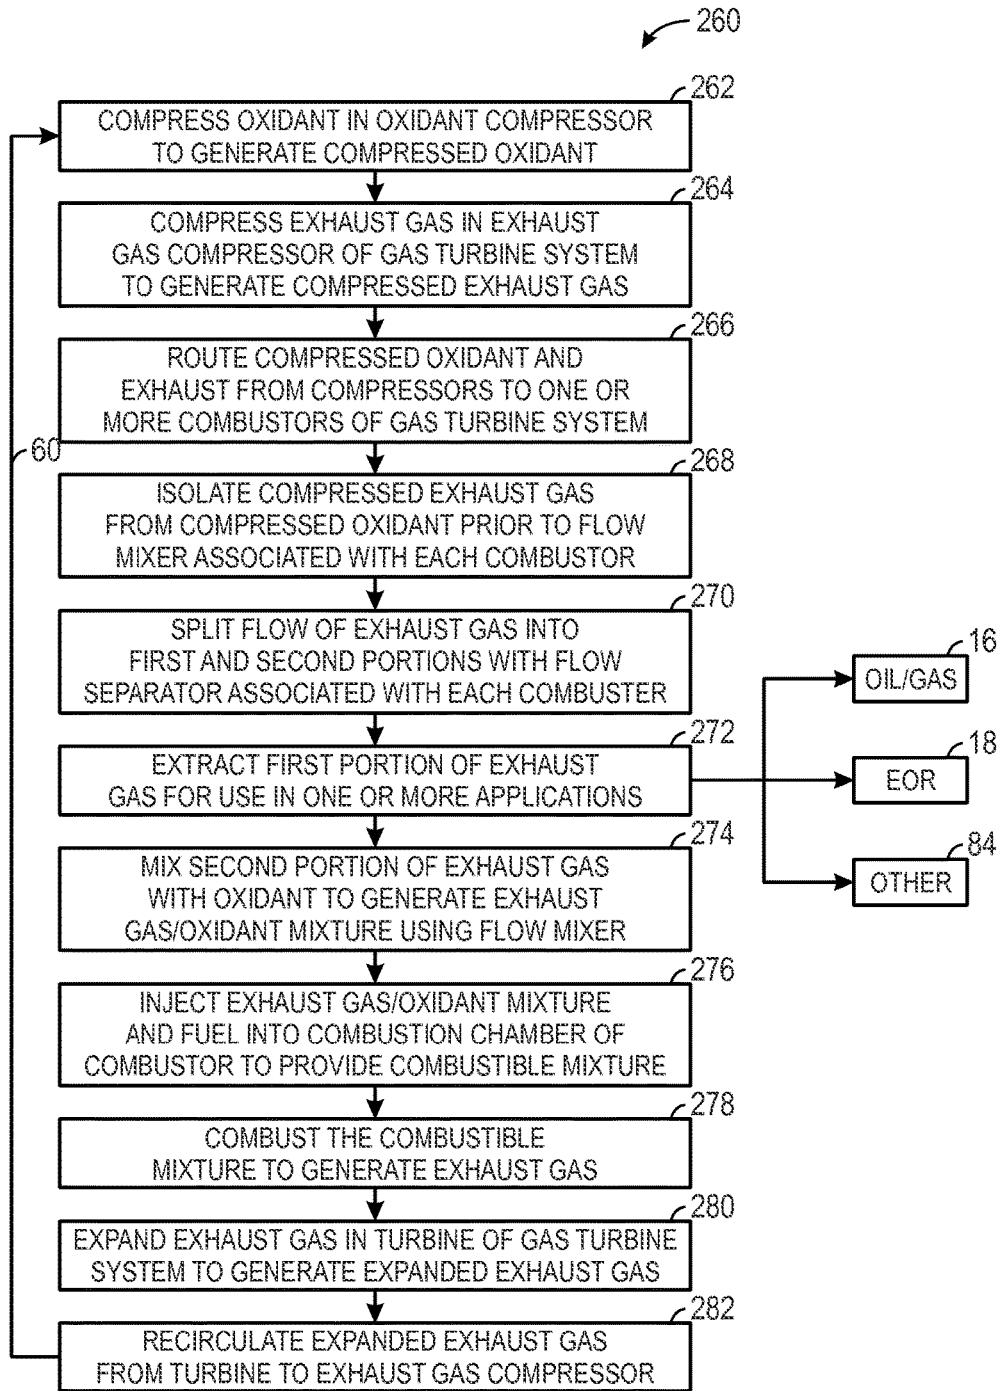 260
262
COMPRESS OXIDANT IN OXIDANT COMPRESSOR
TO GENERATE COMPRESSED OXIDANT
264
COMPRESS EXHAUST GAS IN EXHAUST
GAS COMPRESSOR OF GAS TURBINE SYSTEM
TO GENERATE COMPRESSED EXHAUST GAS
266
ROUTE COMPRESSED OXIDANT AND
EXHAUST FROM COMPRESSORS TO ONE OR
MORE COMBUSTORS OF GAS TURBINE SYSTEM
60
268
ISOLATE COMPRESSED EXHAUST GAS
FROM COMPRESSED OXIDANT PRIOR TO FLOW
MIXER ASSOCIATED WITH EACH COMBUSTOR
270
SPLIT FLOW OF EXHAUST GAS INTO
FIRST AND SECOND PORTIONS WITH FLOW
SEPARATOR ASSOCIATED WITH EACH COMBUSTER
272
EXTRACT FIRST PORTION OF EXHAUST
GAS FOR USE IN ONE OR MORE APPLICATIONS
16
OIL/GAS
18
EOR
84
OTHER
274
MIX SECOND PORTION OF EXHAUST GAS
WITH OXIDANT TO GENERATE EXHAUST
GAS/OXIDANT MIXTURE USING FLOW MIXER
276
INJECT EXHAUST GAS/OXIDANT MIXTURE
AND FUEL INTO COMBUSTION CHAMBER OF
COMBUSTOR TO PROVIDE COMBUSTIBLE MIXTURE
278
COMBUST THE COMBUSTIBLE
MIXTURE TO GENERATE EXHAUST GAS
280
EXPAND EXHAUST GAS IN TURBINE OF GAS TURBINE
SYSTEM TO GENERATE EXPANDED EXHAUST GAS
282
RECIRCULATE EXPANDED EXHAUST GAS
FROM TURBINE TO EXHAUST GAS COMPRESSOR